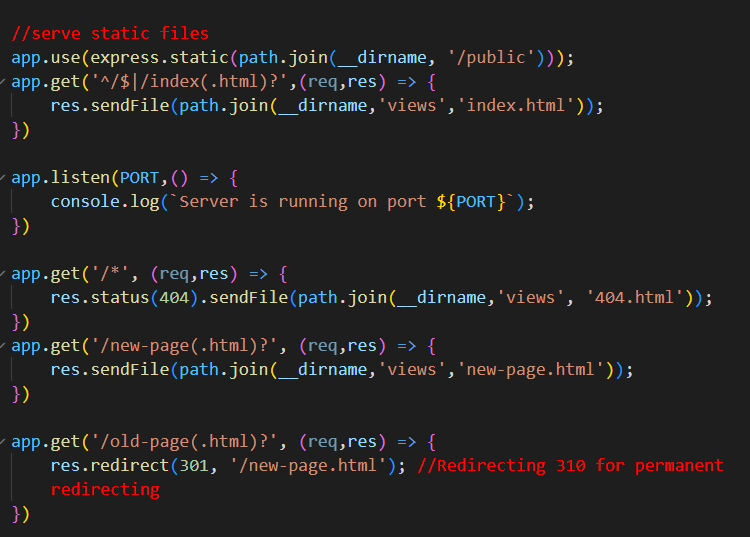 //serve static files
app.use(express.static(path.join(__dirname, '/public')));
app.get('^/$|/index(.html)?',(req,res) => {
    res.sendFile(path.join(__dirname,'views','index.html'));
})

app.listen(PORT,() => {
    console.log(`Server is running on port ${PORT}`);
})

app.get('/*', (req,res) => {
    res.status(404).sendFile(path.join(__dirname,'views', '404.html'));
})
app.get('/new-page(.html)?', (req,res) => {
    res.sendFile(path.join(__dirname,'views','new-page.html'));
})

app.get('/old-page(.html)?', (req,res) => {
    res.redirect(301, '/new-page.html'); //Redirecting 310 for permanent
    redirecting
})